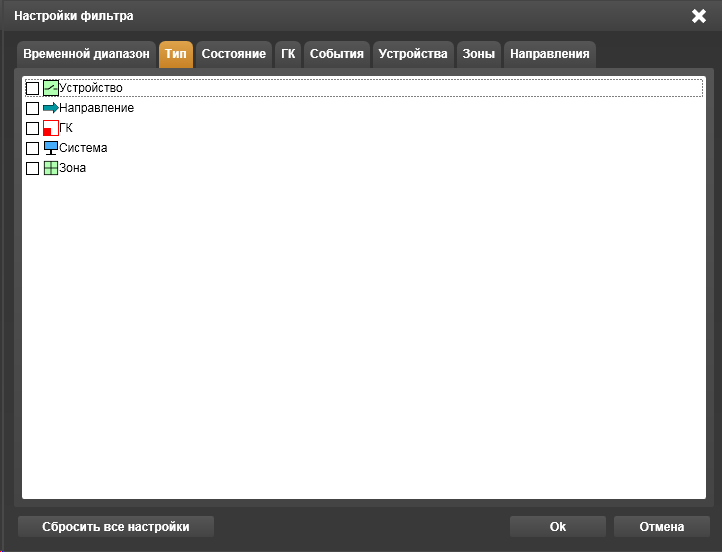 Настройки фильтра
Временной диапазон Тип Состояние ГК События Устройства Зоны Направления
Устройство
Направление
ГК
Система
Зона
Сбросить все настройки Ok Отмена